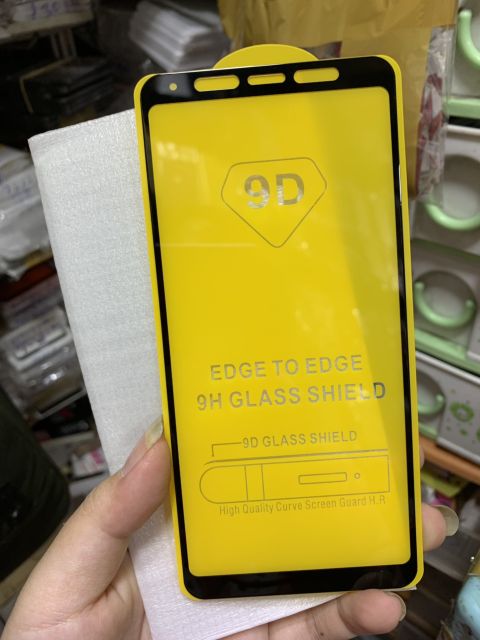 9D
EDGE TO EDGE
9H GLASS SHIELD
9D GLASS SHIELD
High Quality Curve Screen Guard H.R